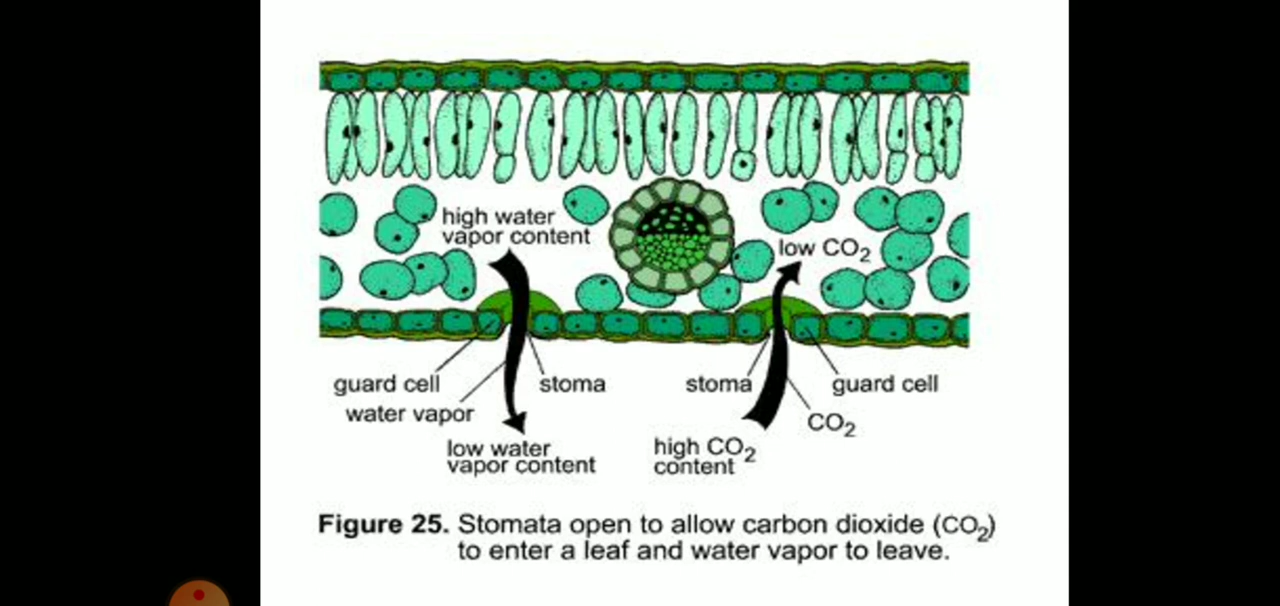 high water
vapor content
low CO₂
guard cell
stoma
stoma
guard cell
water vapor
CO₂
low water
vapor content
high CO₂
content
Figure 25. Stomata open to allow carbon dioxide (CO₂)
to enter a leaf and water vapor to leave.